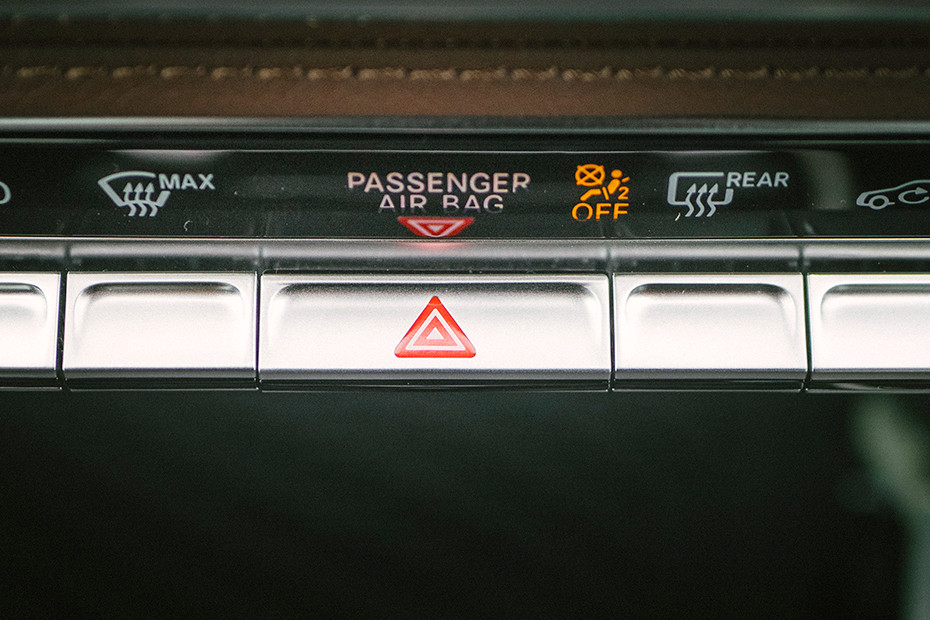 MAX
PASSENGER
AIR BAG
2
OFF
REAR